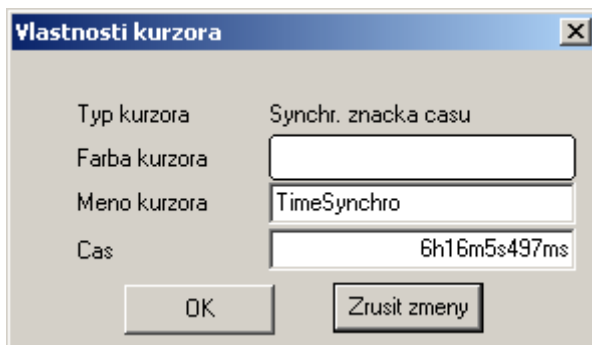 Vlastnosti kurzora
Typ kurzora Synchr. znacka casu
Farba kurzora
Meno kurzora TimeSynchro
Cas 6h16m5s497ms
OK Zrusit zmeny